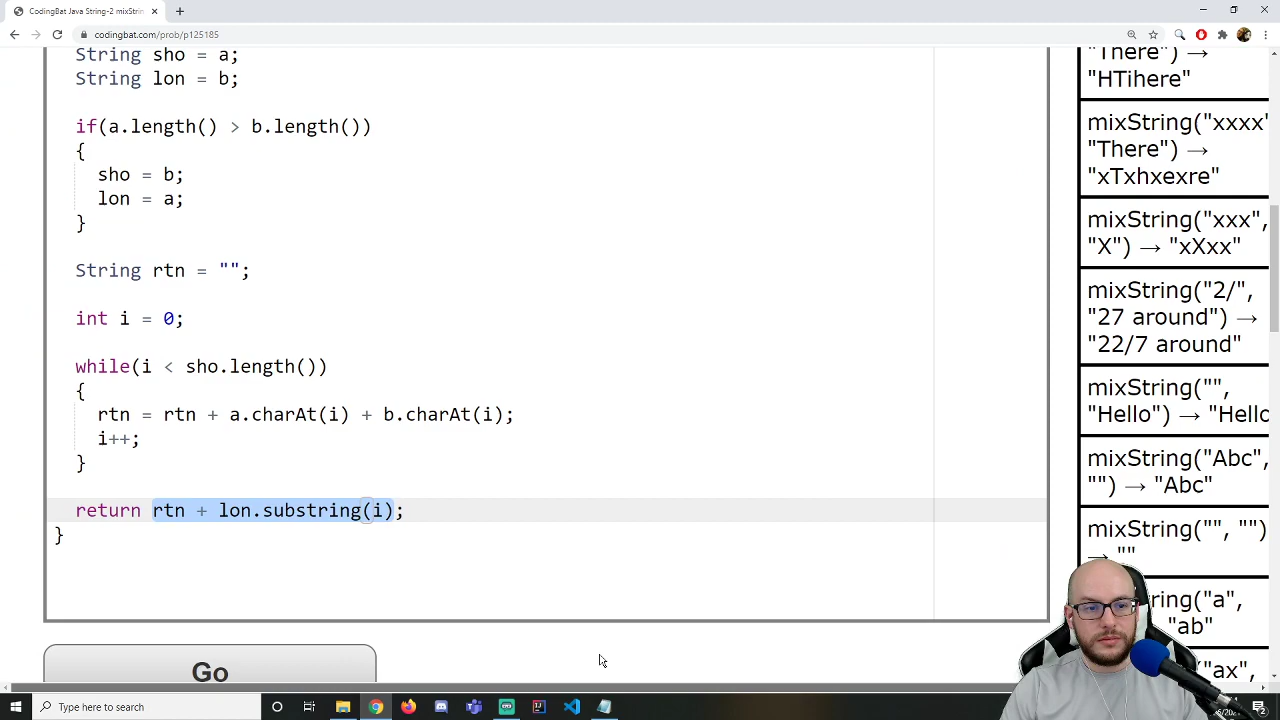 CodingBat Java String-2 mixStrin
codingbat.com/prob/p125185
String sho = a;
String lon = b;
if(a.length() > b.length())
{
sho = b;
lon = a;
}
String rtn = "";
int i = 0;
while(i < sho.length())
{
rtn = rtn + a.charAt(i) + b.charAt(i);
i++;
}
return rtn + lon.substring(i);
}
Go
"There") →
"HTihere"
mixString("xxxx"
"There") →
"xTxhxexre"
mixString("xxx",
"X") → "xXxx"
mixString("2/",
"27 around") →
"22/7 around"
mixString("",
"Hello") → "Hello
mixString("Abc",
"") → "Abc"
mixString("", "")
→ ""
ring("a",
"ab"
("ax",
Type here to search